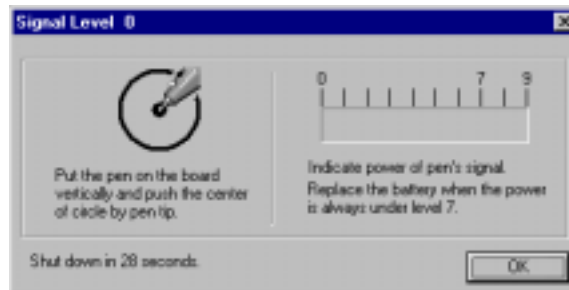 Signal Level 0
Put the pen on the board
vertically and push the center
of circle by pen tip.
0 7 9
Indicate power of pen's signal.
Replace the battery when the power
is always under level 7.
Shut down in 28 seconds.
OK